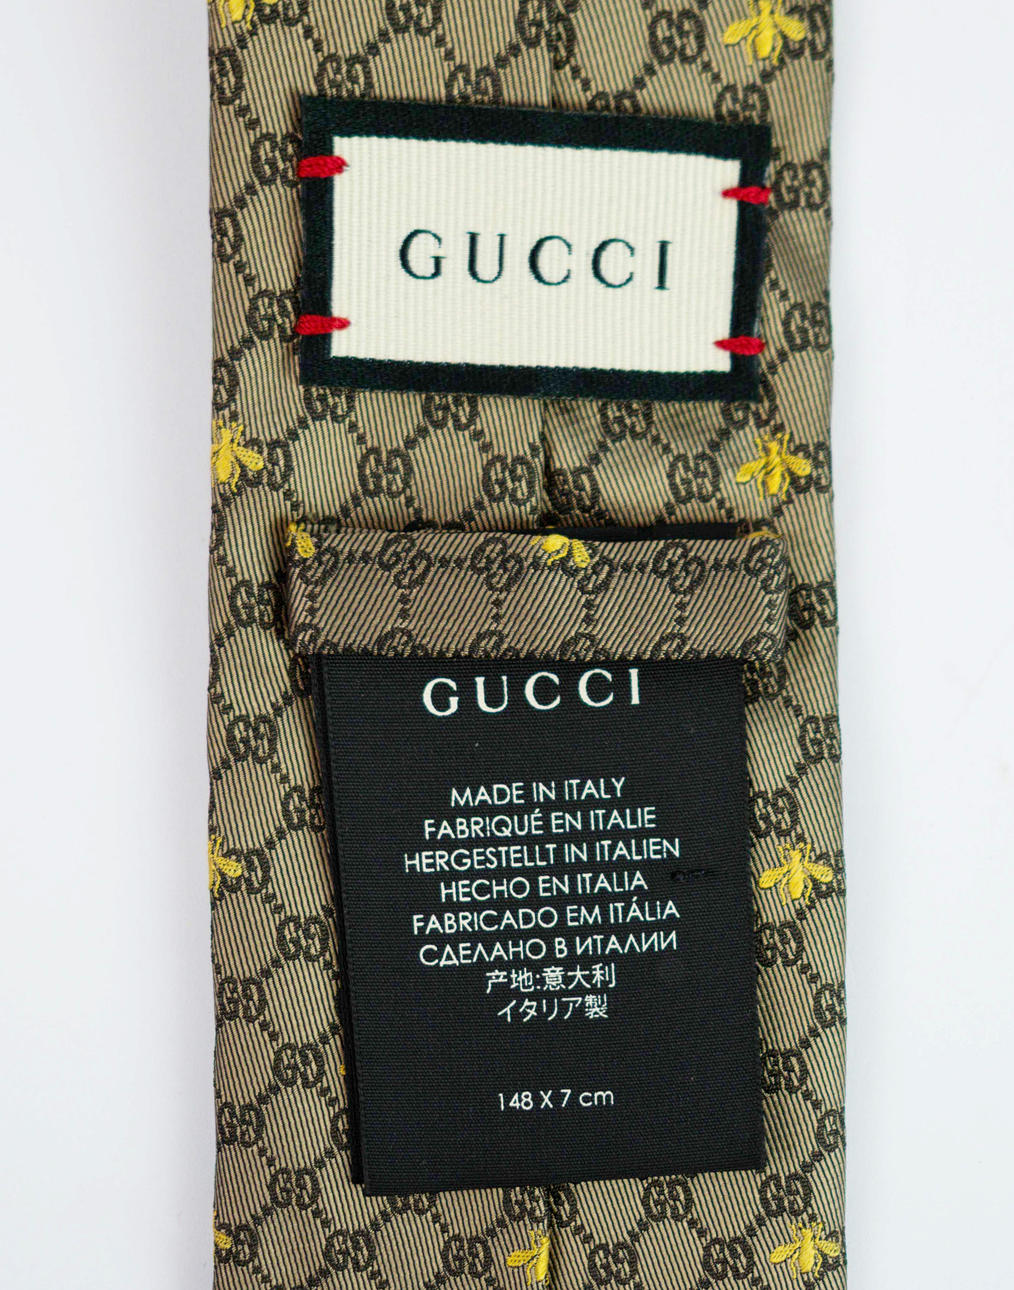 GUCCI
GUCCI
MADE IN ITALY
FABRIQUÉ EN ITALIE
HERGESTELLT IN ITALIEN
HECHO EN ITALIA
FABRICADO EM ITÁLIA
СДЕЛАНО В ИТАЛИИ
产地:意大利
イタリア製
148 X 7 cm